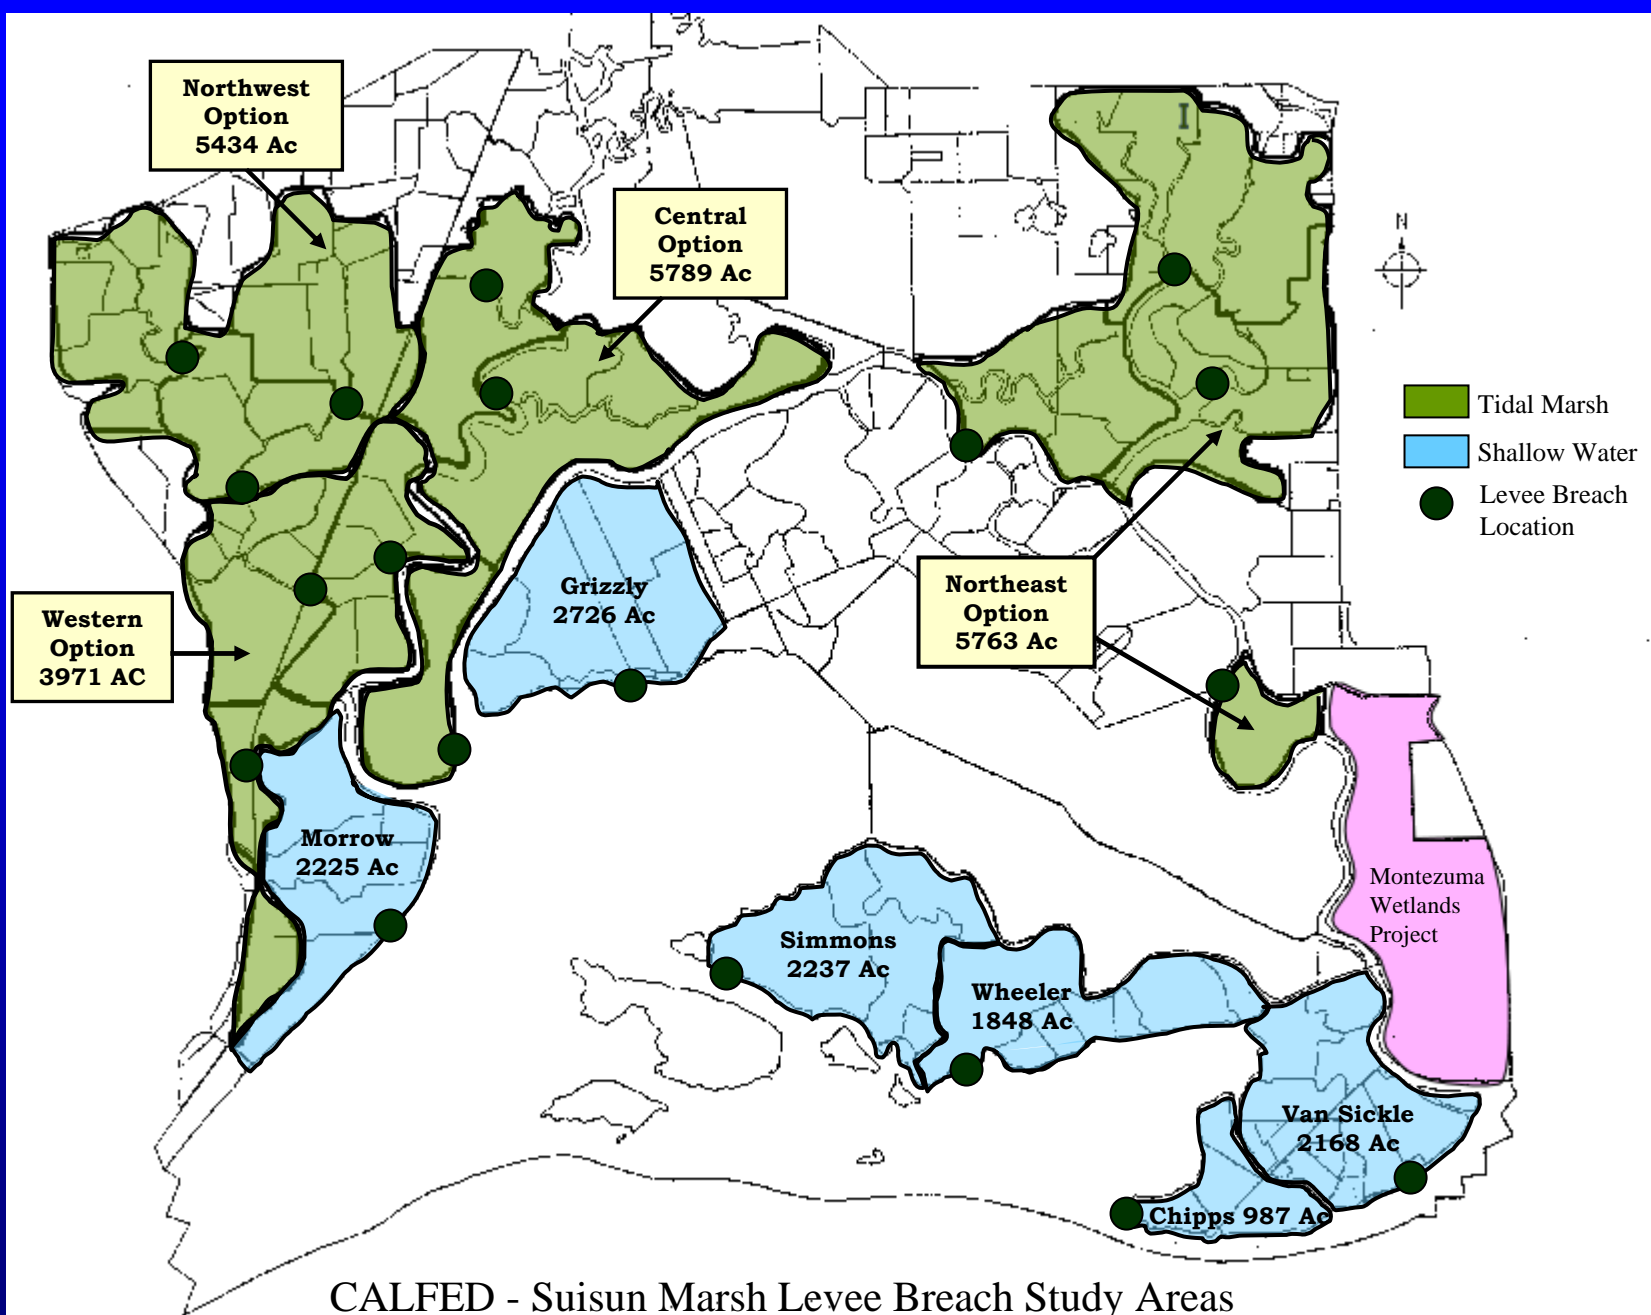 Northwest
Option
5434 Ac
Central
Option
5789 Ac
I
N
Tidal Marsh
Shallow Water
Levee Breach
Location
Western
Option
3971 AC
Grizzly
2726 Ac
Northeast
Option
5763 Ac
Morrow
2225 Ac
Simmons
2237 Ac
Wheeler
1848 Ac
Montezuma
Wetlands
Project
Van Sickle
2168 Ac
Chipps 987 Ac
CALFED - Suisun Marsh Levee Breach Study Areas